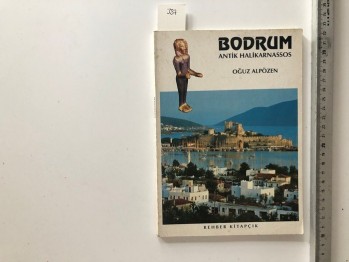 BODRUM
ANTİK HALİKARNASSOS
OĞUZ ALPÖZEN
REHBER KİTAPÇIK